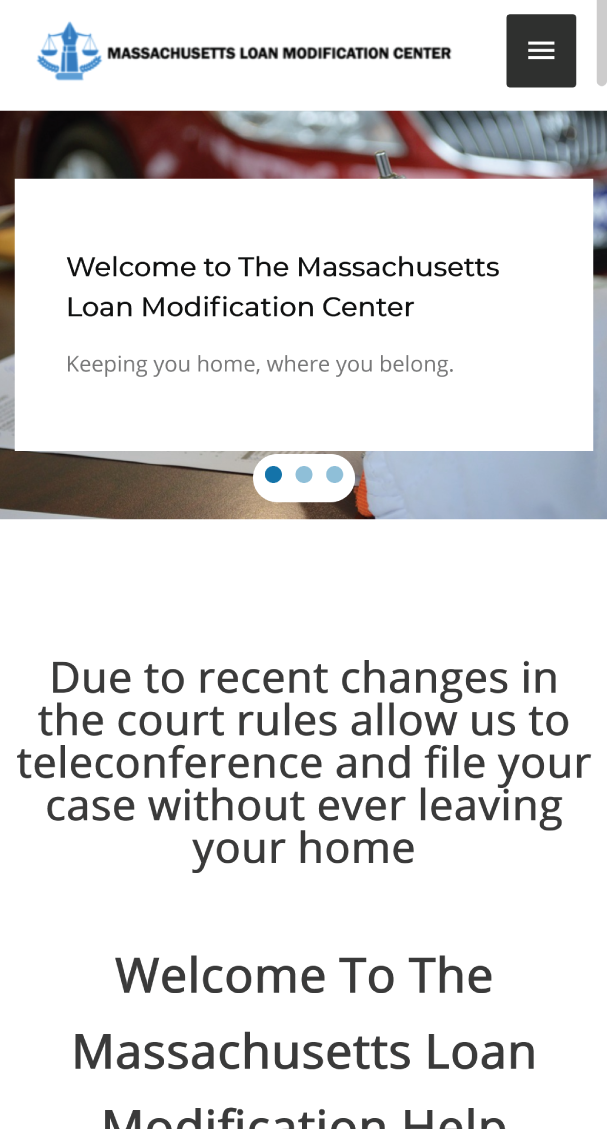 MASSACHUSETTS LOAN MODIFICATION CENTER
Welcome to The Massachusetts
Loan Modification Center
Keeping you home, where you belong.
Due to recent changes in
the court rules allow us to
teleconference and file your
case without ever leaving
your home
Welcome To The
Massachusetts Loan
Modification Help